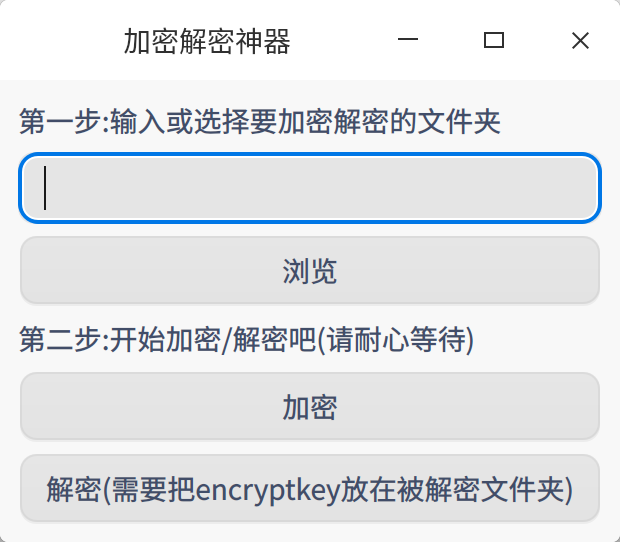 加密解密神器
第一步:输入或选择要加密解密的文件夹
浏览
第二步:开始加密/解密吧(请耐心等待)
加密
解密(需要把encryptkey放在被解密文件夹)